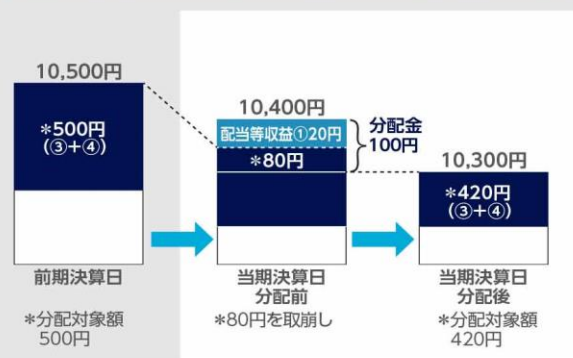 10,500円
*500円
(③+④)
前期決算日
*分配対象額
500円
10,400円
配当等収益①20円
*80円
分配金
100円
当期決算日
分配前
*80円を取崩し
10,300円
*420円
(③+④)
当期決算日
分配後
*分配対象額
420円